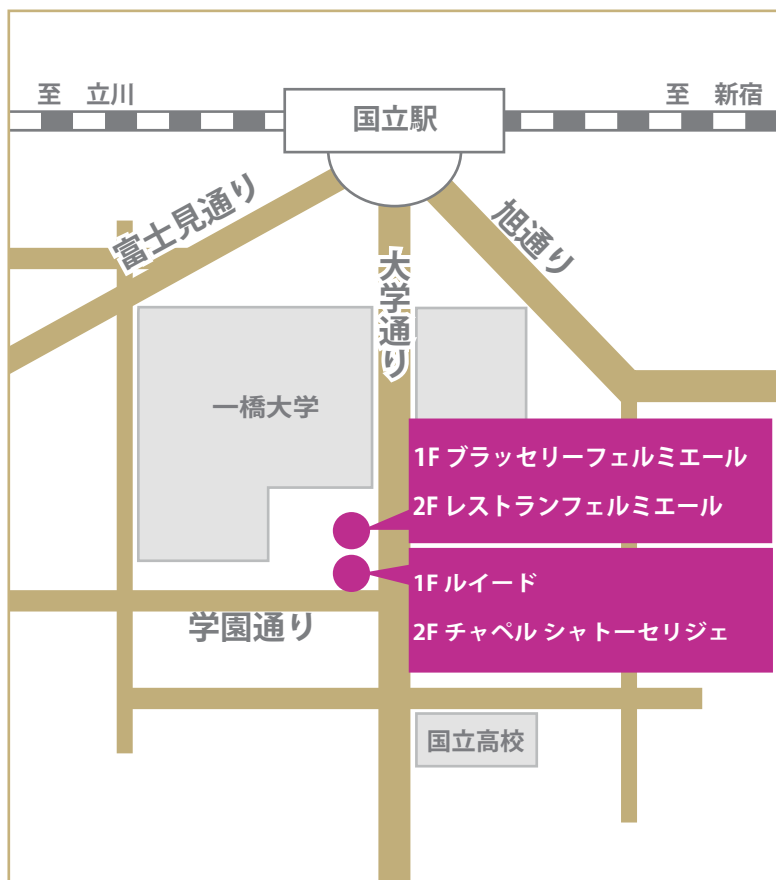 至 立川
至 新宿
国立駅
富士見通り
旭通り
大学通り
一橋大学
1F ブラッセリーフェルミエール
2F レストランフェルミエール
1F ルイード
2F チャペル シャトーセリジェ
学園通り
国立高校